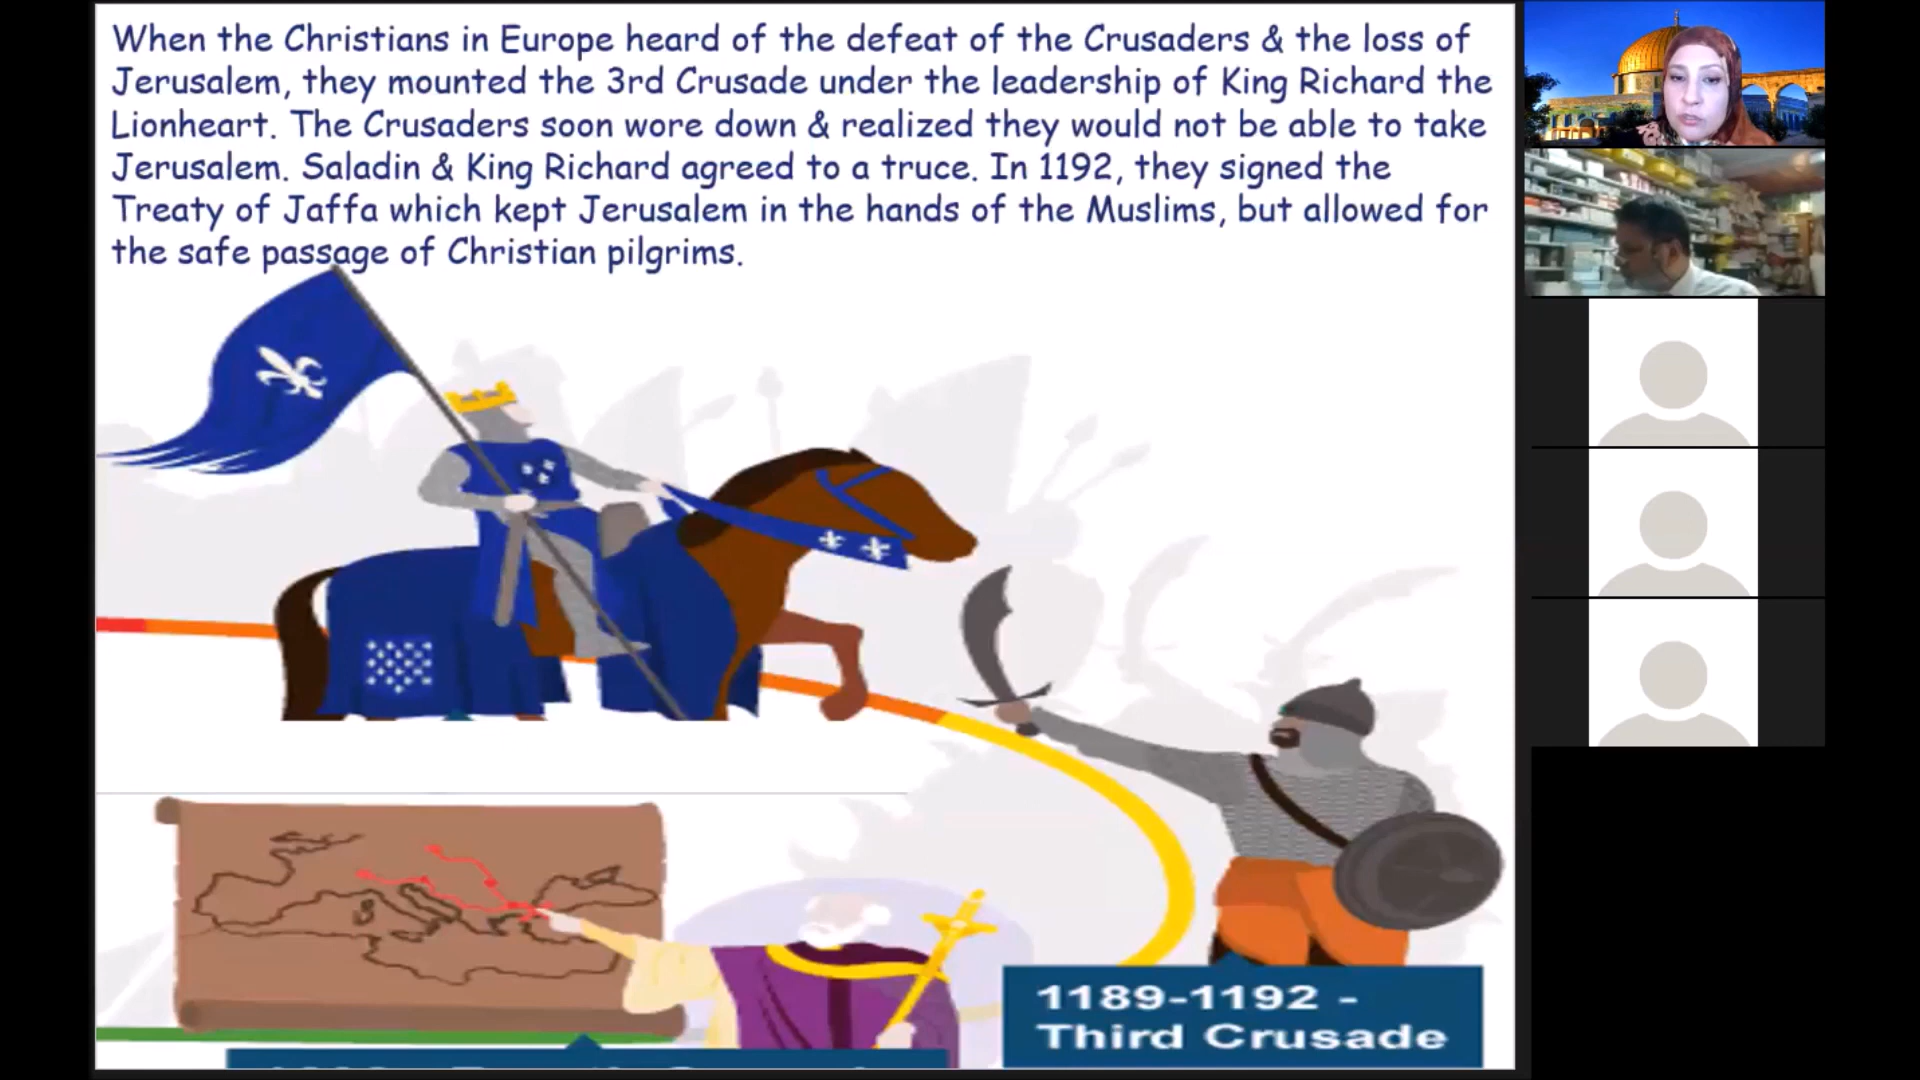 When the Christians in Europe heard of the defeat of the Crusaders & the loss of
Jerusalem, they mounted the 3rd Crusade under the leadership of King Richard the
Lionheart. The Crusaders soon wore down & realized they would not be able to take
Jerusalem. Saladin & King Richard agreed to a truce. In 1192, they signed the
Treaty of Jaffa which kept Jerusalem in the hands of the Muslims, but allowed for
the safe passage of Christian pilgrims.
1189-1192 -
Third Crusade